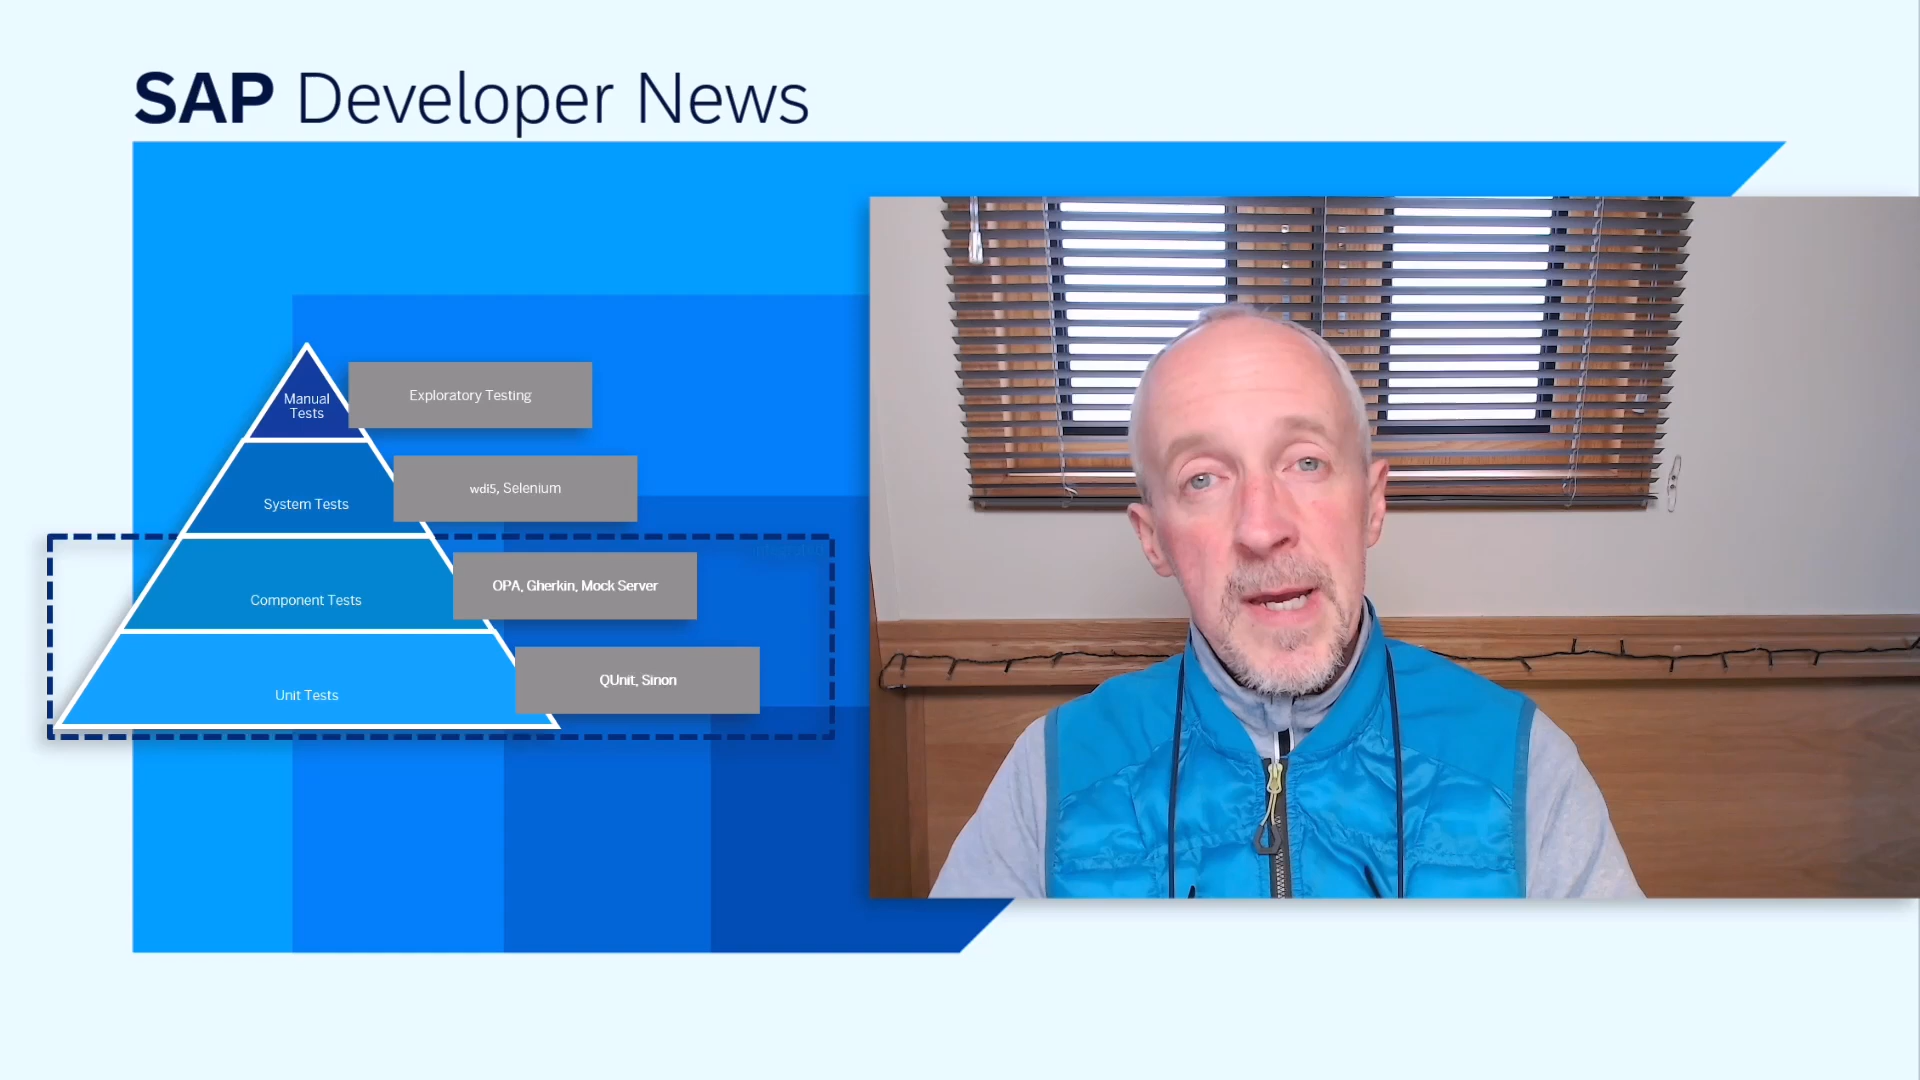 SAP Developer News
Manual
Tests
Exploratory Testing
System Tests
wdi5, Selenium
Component Tests
OPA, Gherkin, Mock Server
Unit Tests
QUnit, Sinon